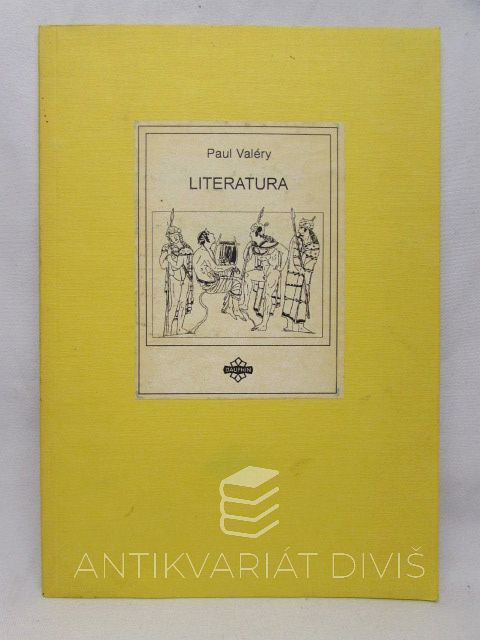 Paul Valéry
LITERATURA
DAUPHIN
ANTIKVARIÁT DIVIŠ